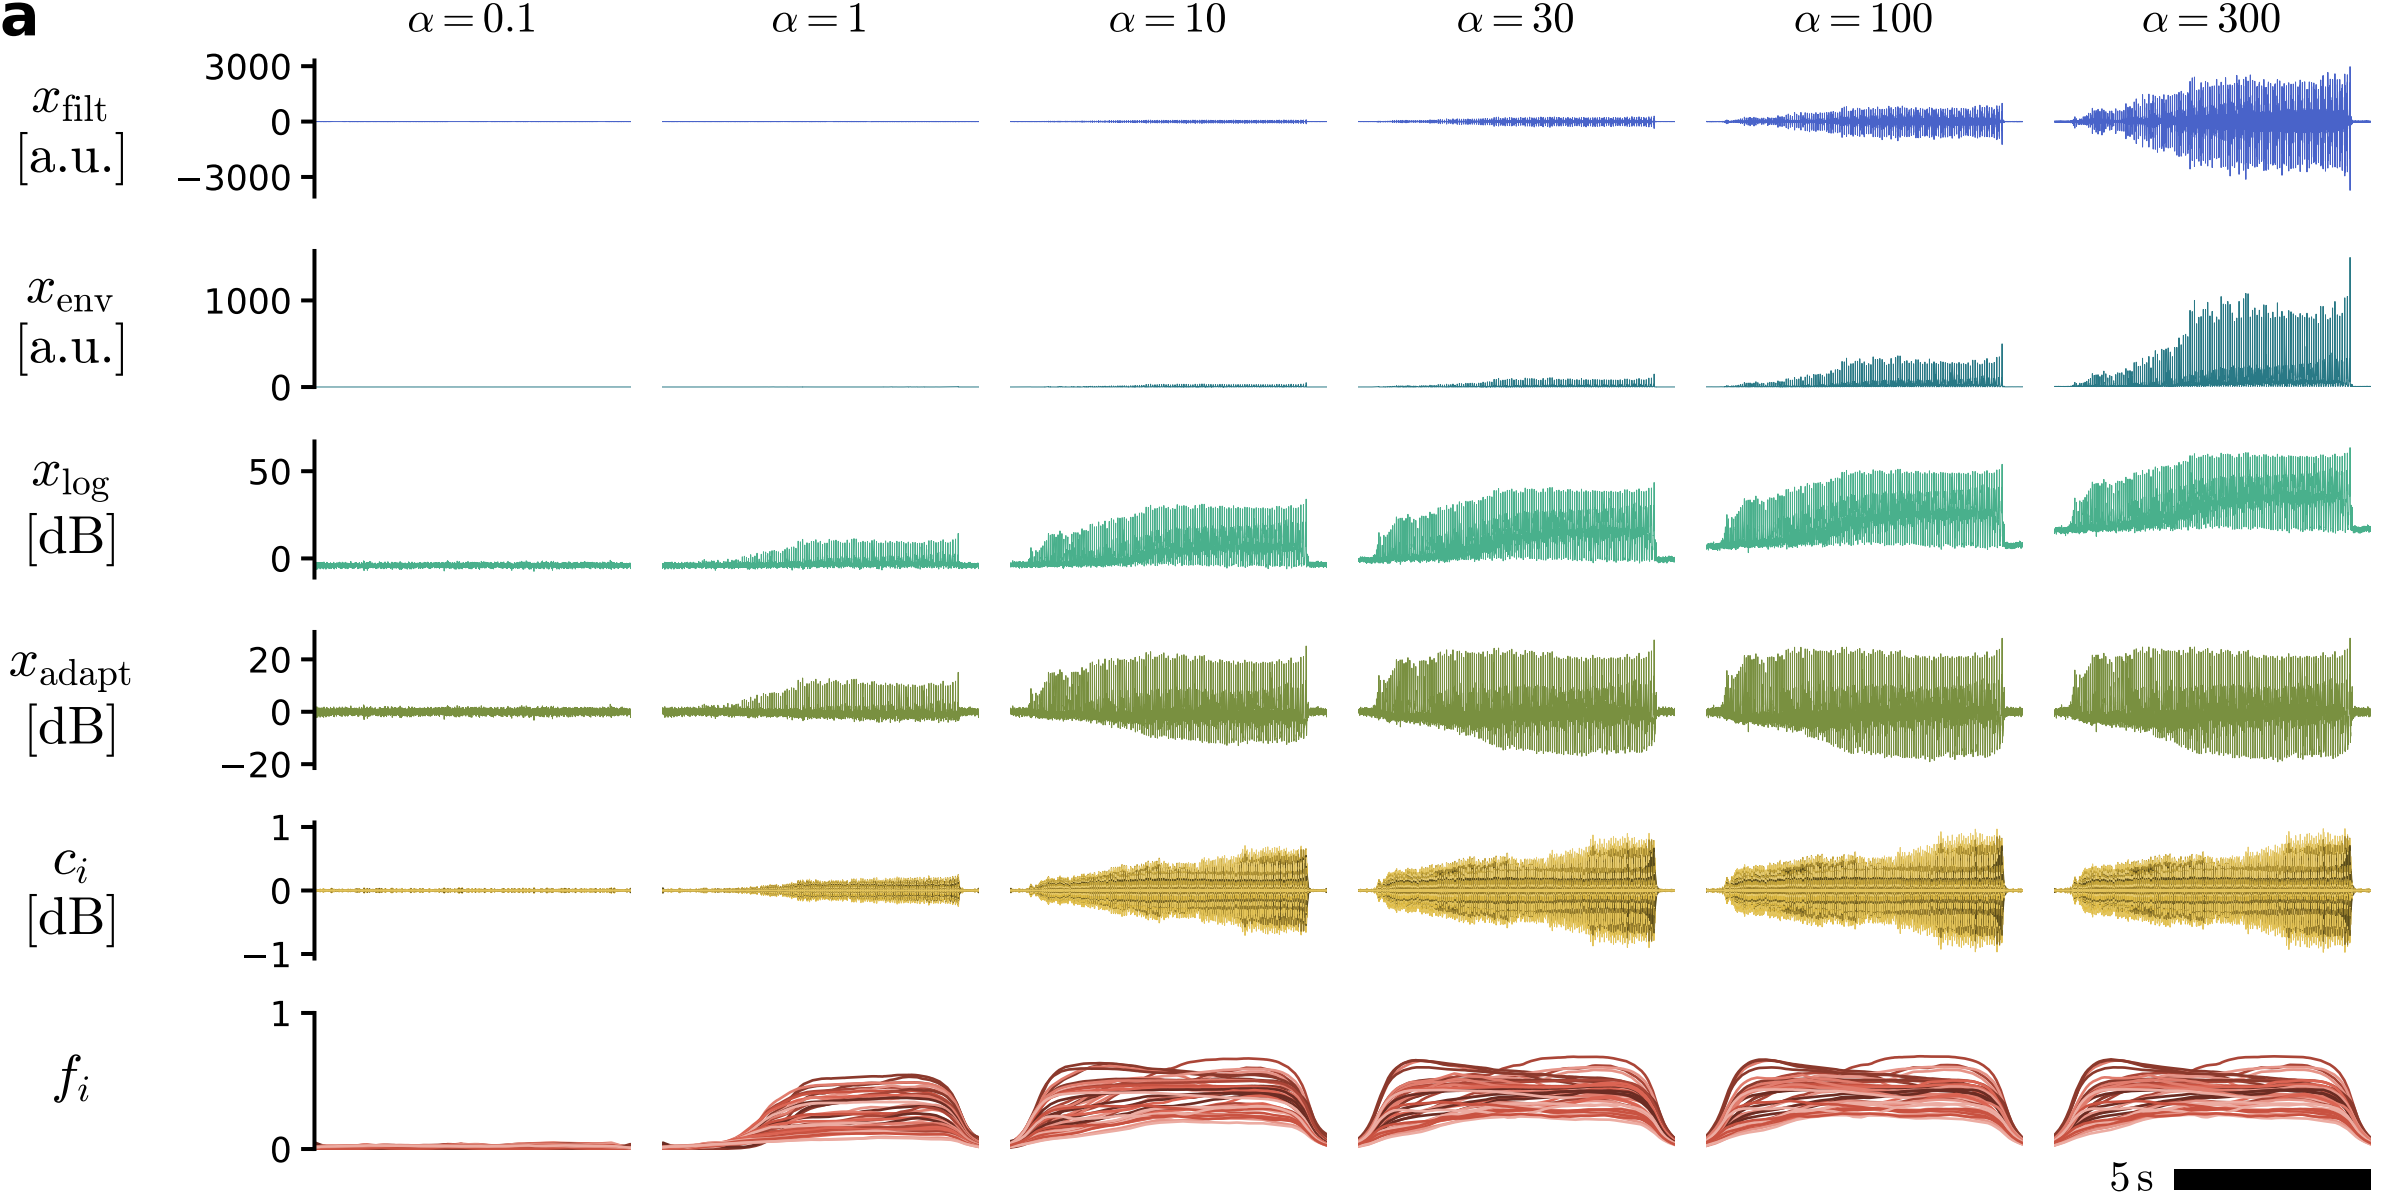 a
α = 0.1 α = 1 α = 10 α = 30 α = 100 α = 300
x_filt
[a.u.]
3000
0
−3000
x_env
[a.u.]
1000
0
x_log
[dB]
50
0
x_adapt
[dB]
20
0
−20
c_i
[dB]
1
0
−1
f_i
1
0
5 s